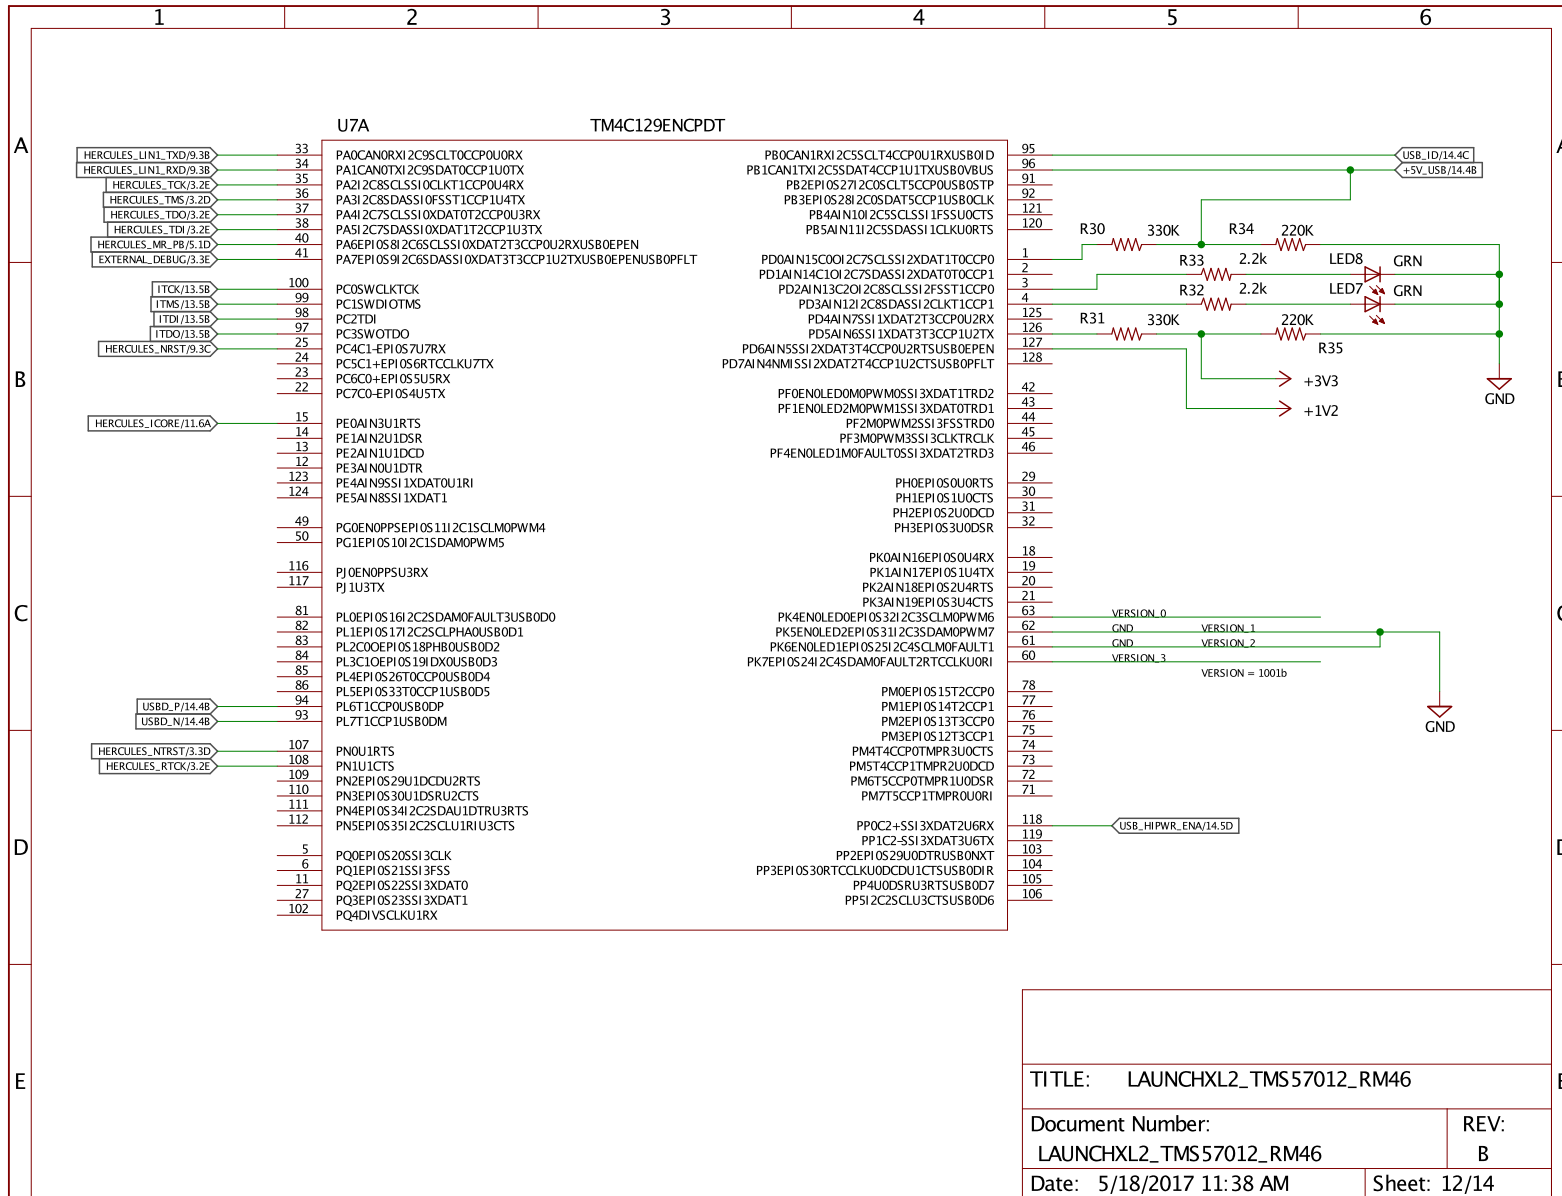 1 2 3 4 5 6
A
B
C
D
E
U7A TM4C129ENCPDT
HERCULES_LIN1_TXD/9.3B 33 PA0CAN0RXI2C9SCLT0CCP0U0RX
HERCULES_LIN1_RXD/9.3B 34 PA1CAN0TXI2C9SDAT0CCP1U0TX
HERCULES_TCK/3.2E 35 PA2I2C8SCLSSI0CLKT1CCP0U4RX
HERCULES_TMS/3.2D 36 PA3I2C8SDASSI0FSST1CCP1U4TX
HERCULES_TDO/3.2E 37 PA4I2C7SCLSSI0XDAT0T2CCP0U3RX
HERCULES_TDI/3.2E 38 PA5I2C7SDASSI0XDAT1T2CCP1U3TX
HERCULES_MR_PB/5.1D 40 PA6EPI0S8I2C6SCLSSI0XDAT2T3CCP0U2RXUSB0EPEN
EXTERNAL_DEBUG/3.3E 41 PA7EPI0S9I2C6SDASSI0XDAT3T3CCP1U2TXUSB0EPENUSB0PFLT
ITCK/13.5B 100 PC0SWCLKTCK
ITMS/13.5B 99 PC1SWDIOTMS
ITDI/13.5B 98 PC2TDI
ITDO/13.5B 97 PC3SWOTDO
HERCULES_NRST/9.3C 25 PC4C1-EPI0S7U7RX
24 PC5C1+EPI0S6RTCCLKU7TX
23 PC6C0+EPI0S5U5RX
22 PC7C0-EPI0S4U5TX
HERCULES_ICORE/11.6A 15 PE0AIN3U1RTS
14 PE1AIN2U1DSR
13 PE2AIN1U1DCD
12 PE3AIN0U1DTR
123 PE4AIN9SSI1XDAT0U1RI
124 PE5AIN8SSI1XDAT1
49 PG0EN0PPSEPI0S11I2C1SCLM0PWM4
50 PG1EPI0S10I2C1SDAM0PWM5
116 PJ0EN0PPSU3RX
117 PJ1U3TX
81 PL0EPI0S16I2C2SDAM0FAULT3USB0D0
82 PL1EPI0S17I2C2SCLPHA0USB0D1
83 PL2C0OEPI0S18PHB0USB0D2
84 PL3C1OEPI0S19IDX0USB0D3
85 PL4EPI0S26T0CCP0USB0D4
86 PL5EPI0S33T0CCP1USB0D5
USBD_P/14.4B 94 PL6T1CCP0USB0DP
USBD_N/14.4B 93 PL7T1CCP1USB0DM
HERCULES_NTRST/3.3D 107 PN0U1RTS
HERCULES_RTCK/3.2E 108 PN1U1CTS
109 PN2EPI0S29U1DCDU2RTS
110 PN3EPI0S30U1DSRU2CTS
111 PN4EPI0S34I2C2SDAU1DTRU3RTS
112 PN5EPI0S35I2C2SCLU1RIU3CTS
5 PQ0EPI0S20SSI3CLK
6 PQ1EPI0S21SSI3FSS
11 PQ2EPI0S22SSI3XDAT0
27 PQ3EPI0S23SSI3XDAT1
102 PQ4DIVSCLKU1RX
PB0CAN1RXI2C5SCLT4CCP0U1RXUSB0ID 95 USB_ID/14.4C
PB1CAN1TXI2C5SDAT4CCP1U1TXUSB0VBUS 96 +5V_USB/14.4B
PB2EPI0S27I2C0SCLT5CCP0USB0STP 91
PB3EPI0S28I2C0SDAT5CCP1USB0CLK 92
PB4AIN10I2C5SCLSSI1FSSU0CTS 121
PB5AIN11I2C5SDASSI1CLKU0RTS 120
PD0AIN15C0OI2C7SCLSSI2XDAT1T0CCP0 1
PD1AIN14C1OI2C7SDASSI2XDAT0T0CCP1 2
PD2AIN13C2OI2C8SCLSSI2FSST1CCP0 3
PD3AIN12I2C8SDASSI2CLKT1CCP1 4
PD4AIN7SSI1XDAT2T3CCP0U2RX 125
PD5AIN6SSI1XDAT3T3CCP1U2TX 126
PD6AIN5SSI2XDAT3T4CCP0U2RTSUSB0EPEN 127
PD7AIN4NMISSI2XDAT2T4CCP1U2CTSUSB0PFLT 128
R30 330K R34 220K
R33 2.2k LED8 GRN
R32 2.2k LED7 GRN
R31 330K 220K
R35
+3V3
+1V2
GND
PF0EN0LED0M0PWM0SSI3XDAT1TRD2 42
PF1EN0LED2M0PWM1SSI3XDAT0TRD1 43
PF2M0PWM2SSI3FSSTRD0 44
PF3M0PWM3SSI3CLKTRCLK 45
PF4EN0LED1M0FAULT0SSI3XDAT2TRD3 46
PH0EPI0S0U0RTS 29
PH1EPI0S1U0CTS 30
PH2EPI0S2U0DCD 31
PH3EPI0S3U0DSR 32
PK0AIN16EPI0S0U4RX 18
PK1AIN17EPI0S1U4TX 19
PK2AIN18EPI0S2U4RTS 20
PK3AIN19EPI0S3U4CTS 21
PK4EN0LED0EPI0S32I2C3SCLM0PWM6 63 VERSION_0
PK5EN0LED2EPI0S31I2C3SDAM0PWM7 62 GND VERSION_1
PK6EN0LED1EPI0S25I2C4SCLM0FAULT1 61 GND VERSION_2
PK7EPI0S24I2C4SDAM0FAULT2RTCCLKU0RI 60 VERSION_3
VERSION = 1001b
GND
PM0EPI0S15T2CCP0 78
PM1EPI0S14T2CCP1 77
PM2EPI0S13T3CCP0 76
PM3EPI0S12T3CCP1 75
PM4T4CCP0TMPR3U0CTS 74
PM5T4CCP1TMPR2U0DCD 73
PM6T5CCP0TMPR1U0DSR 72
PM7T5CCP1TMPR0U0RI 71
PP0C2+SSI3XDAT2U6RX 118 USB_HIPWR_ENA/14.5D
PP1C2-SSI3XDAT3U6TX 119
PP2EPI0S29U0DTRUSB0NXT 103
PP3EPI0S30RTCCLKU0DCDU1CTSUSB0DIR 104
PP4U0DSRU3RTSUSB0D7 105
PP5I2C2SCLU3CTSUSB0D6 106
TITLE: LAUNCHXL2_TMS57012_RM46
Document Number: REV:
LAUNCHXL2_TMS57012_RM46 B
Date: 5/18/2017 11:38 AM Sheet: 12/14